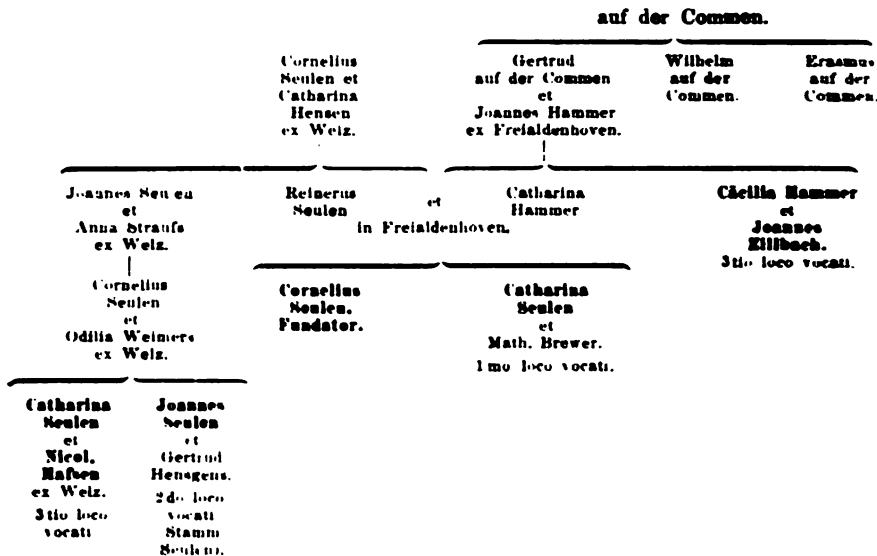 auf der Commen.
Cornelius
Seulen et
Catharina
Hensen
ex Welz.
Gertrud
auf der Commen
et
Joannes Hammer
ex Freialdenhoven.
Wilhelm
auf der
Commen.
Erasmus
auf der
Commen.
Joannes Seulen
et
Anna Straufs
ex Welz.
Reinerus
Seulen
et
Catharina
Hammer
in Freialdenhoven.
Cäcilia Hammer
et
Joannes
Killbach.
3tio loco vocati.
Cornelius
Seulen
et
Odilia Weimers
ex Welz.
Cornelius
Seulen.
Fundator.
Catharina
Seulen
et
Math. Brewer.
1mo loco vocati.
Catharina
Seulen
et
Nicol.
Hafsen
ex Welz.
3tio loco
vocati
Joannes
Seulen
et
Gertrud
Hensgens.
2do loco
vocati
Stamm
Seulen).